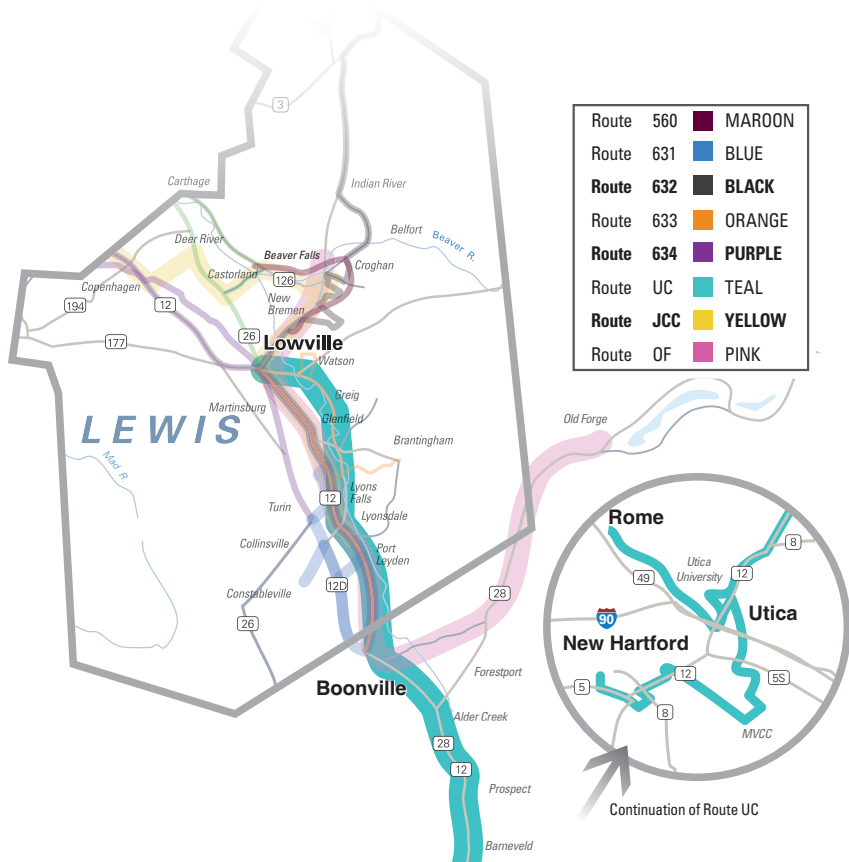 3
Carthage
Indian River
Deer River
Belfort
Beaver R.
Beaver Falls
Croghan
Castorland
126
Copenhagen
New
Bremen
194
12
26
177
Lowville
Watson
Greig
Martinsburg
Glenfield
LEWIS
Brantingham
Old Forge
Mad R.
12
Lyons
Falls
Turin
Lyonsdale
Collinsville
Port
Leyden
12D
Constableville
28
26
Forestport
Boonville
Alder Creek
28
12
Prospect
Barneveld
Route 560 MAROON
Route 631 BLUE
Route 632 BLACK
Route 633 ORANGE
Route 634 PURPLE
Route UC TEAL
Route JCC YELLOW
Route OF PINK
Rome
8
Utica
University
12
49
90
Utica
New Hartford
12
5S
5
8
MVCC
Continuation of Route UC